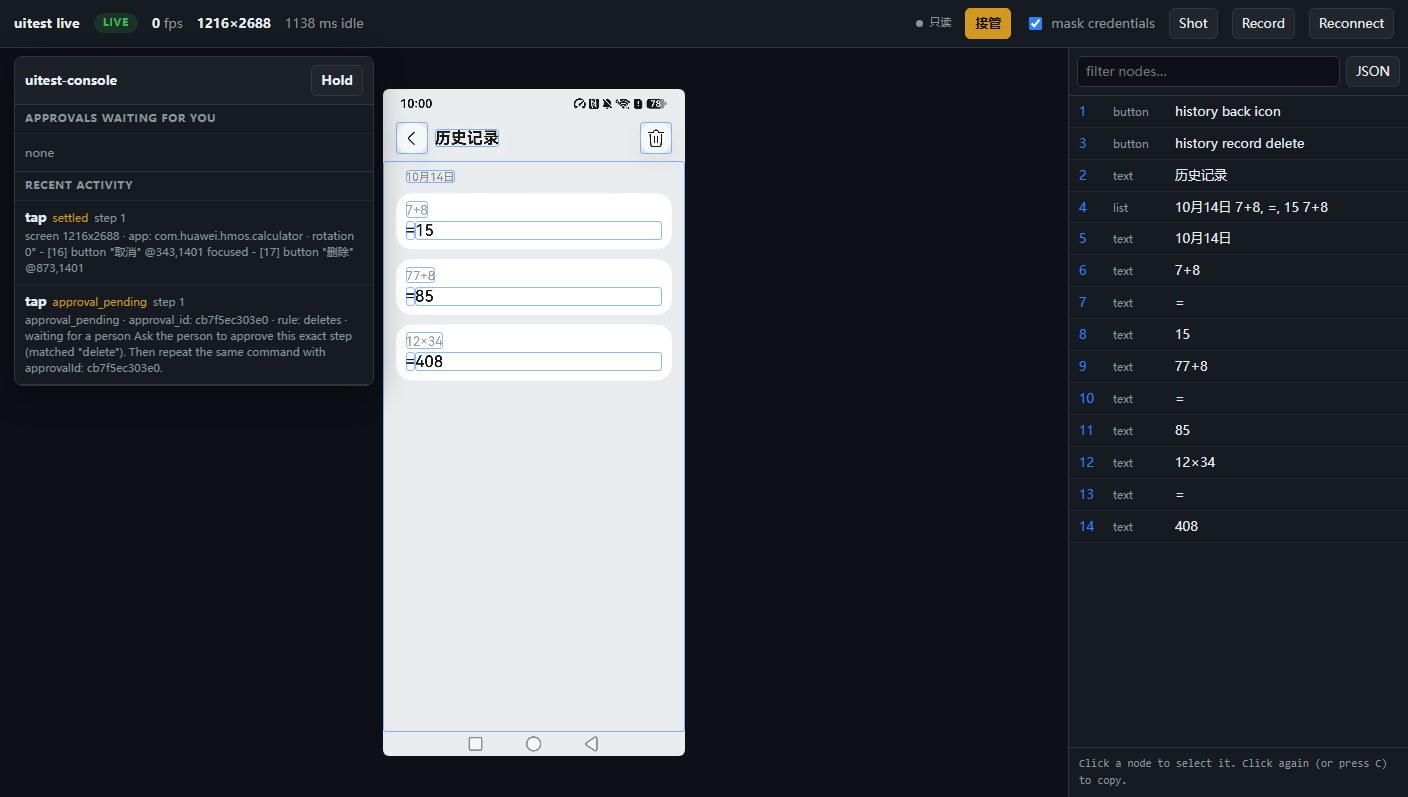 uitest live LIVE 0 fps 1216×2688 1138 ms idle
只读 接管 mask credentials Shot Record Reconnect
uitest-console Hold
APPROVALS WAITING FOR YOU
none
RECENT ACTIVITY
tap settled step 1
screen 1216x2688 · app: com.huawei.hmos.calculator · rotation
0° - [16] button "取消" @343,1401 focused - [17] button "删除"
@873,1401
tap approval_pending step 1
approval_pending · approval_id: cb7f5ec303e0 · rule: deletes ·
waiting for a person Ask the person to approve this exact step
(matched "delete"). Then repeat the same command with
approvalId: cb7f5ec303e0.
10:00 78
历史记录
10月14日
7+8
=15
77+8
=85
12×34
=408
filter nodes... JSON
1 button history back icon
3 button history record delete
2 text 历史记录
4 list 10月14日 7+8, =, 15 7+8
5 text 10月14日
6 text 7+8
7 text =
8 text 15
9 text 77+8
10 text =
11 text 85
12 text 12×34
13 text =
14 text 408
Click a node to select it. Click again (or press C)
to copy.